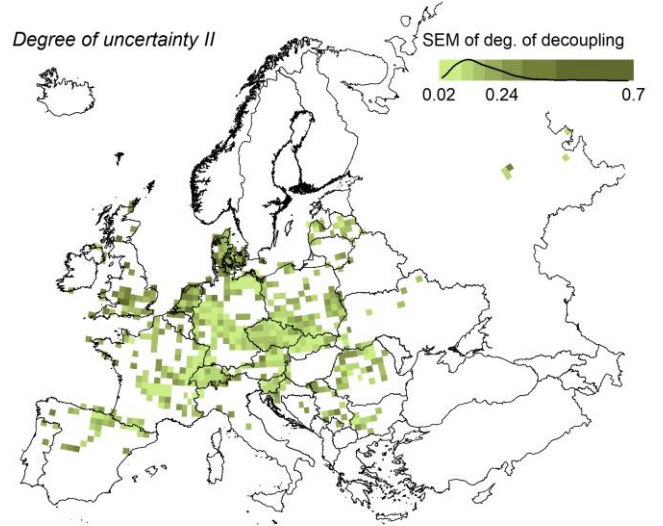 Degree of uncertainty II
SEM of deg. of decoupling
0.02 0.24 0.7